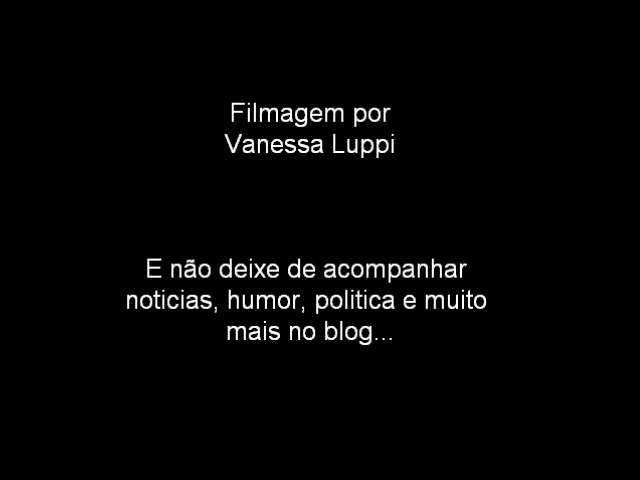 Filmagem por
Vanessa Luppi
E não deixe de acompanhar
noticias, humor, politica e muito
mais no blog...